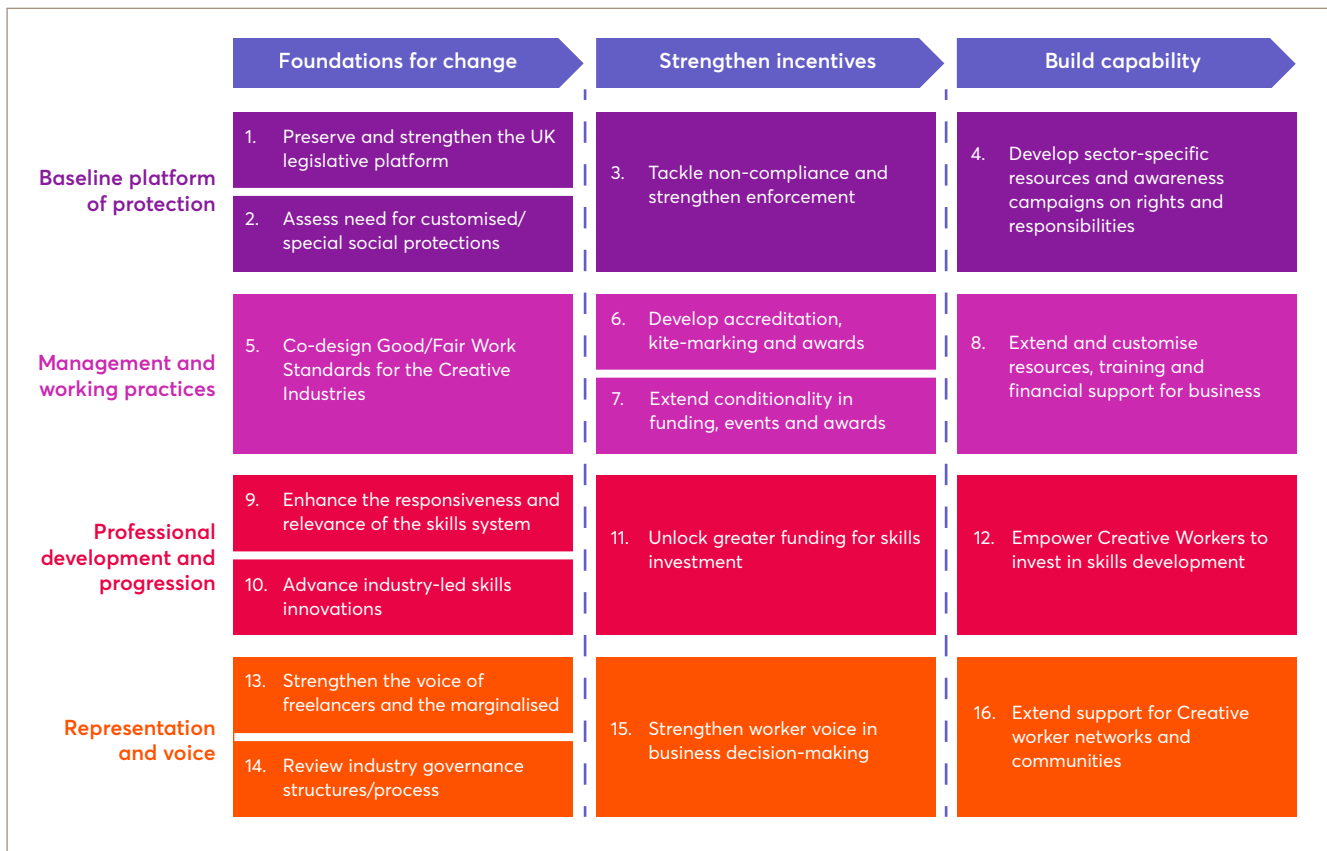 Foundations for change
Strengthen incentives
Build capability
Baseline platform
of protection
1. Preserve and strengthen the UK
legislative platform
2. Assess need for customised/
special social protections
3. Tackle non-compliance and
strengthen enforcement
4. Develop sector-specific
resources and awareness
campaigns on rights and
responsibilities
Management and
working practices
5. Co-design Good/Fair Work
Standards for the Creative
Industries
6. Develop accreditation,
kite-marking and awards
7. Extend conditionality in
funding, events and awards
8. Extend and customise
resources, training and
financial support for business
Professional
development and
progression
9. Enhance the responsiveness and
relevance of the skills system
10. Advance industry-led skills
innovations
11. Unlock greater funding for skills
investment
12. Empower Creative Workers to
invest in skills development
Representation
and voice
13. Strengthen the voice of
freelancers and the marginalised
14. Review industry governance
structures/process
15. Strengthen worker voice in
business decision-making
16. Extend support for Creative
worker networks and
communities